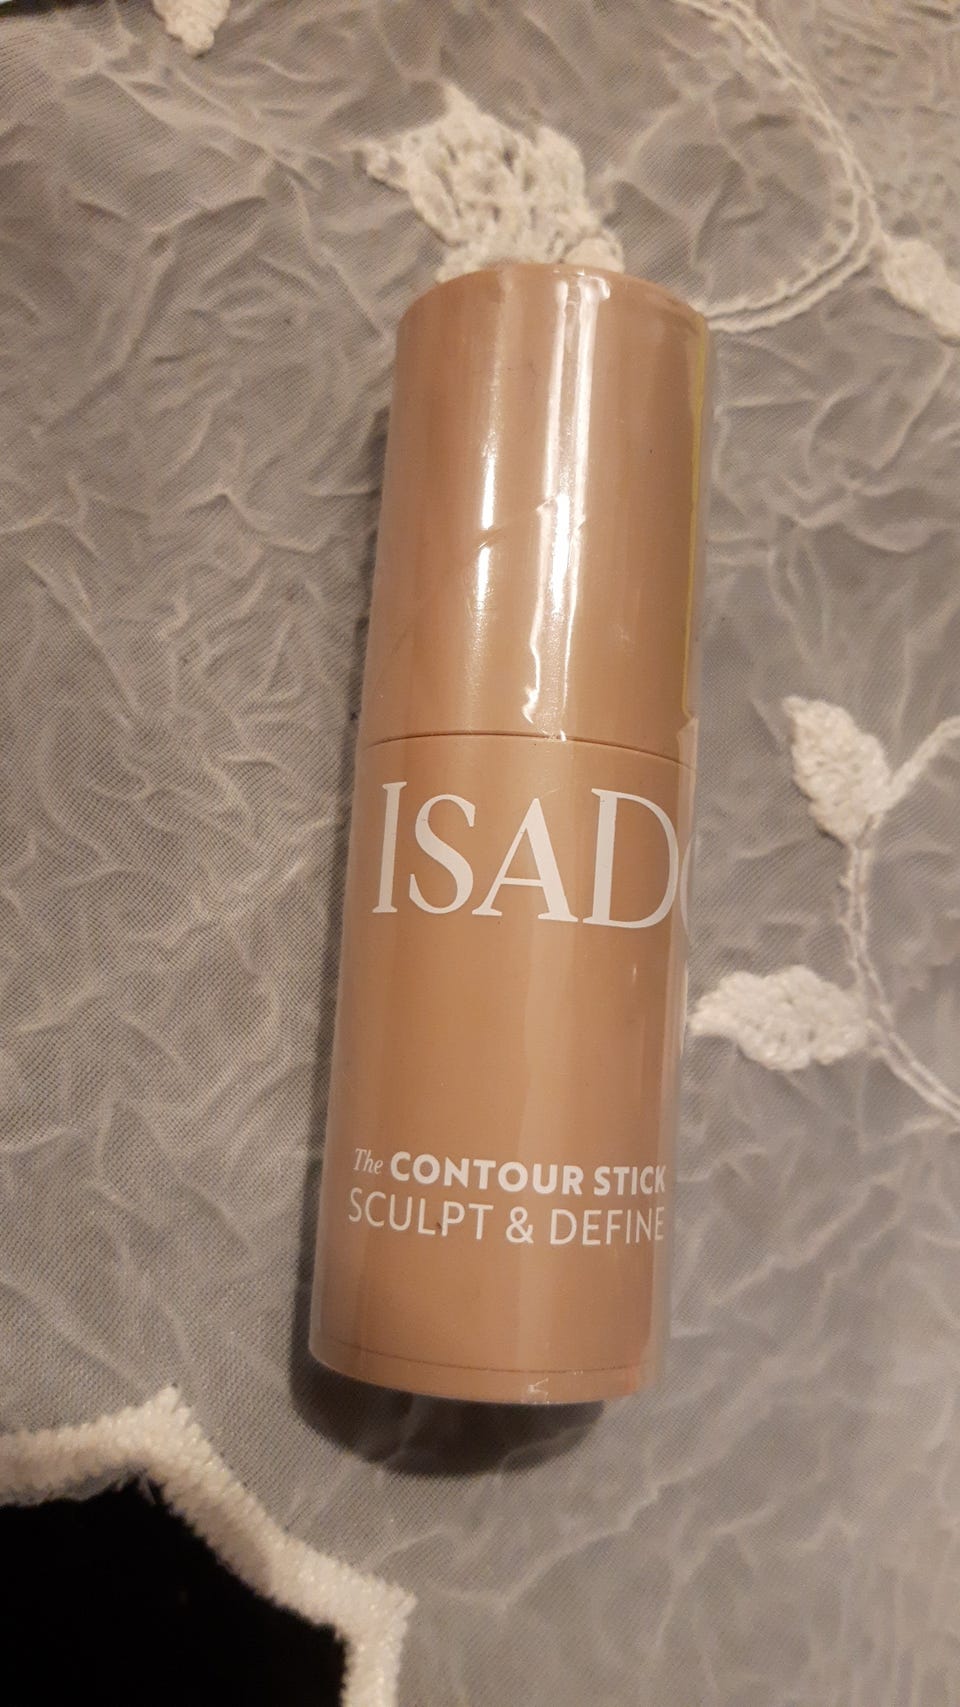 ISAD
The CONTOUR STICK
SCULPT & DEFINE